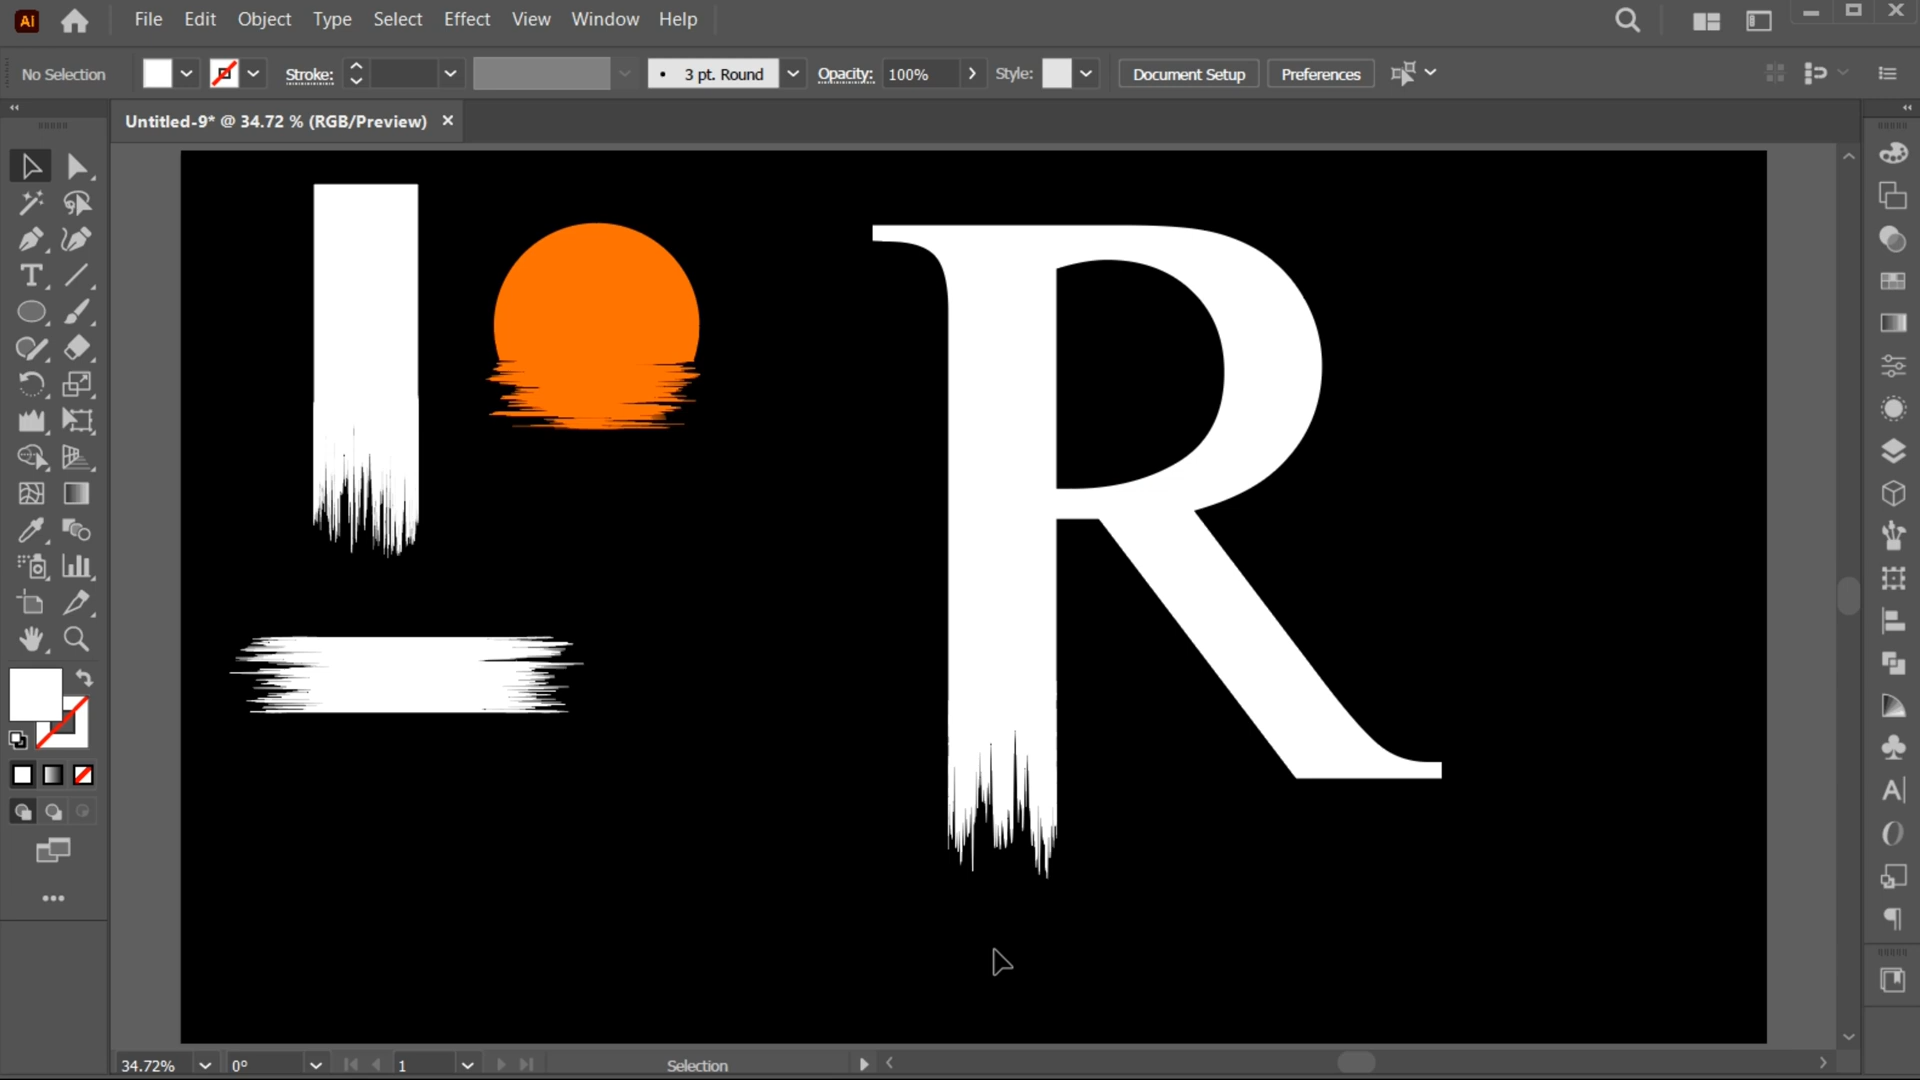 Ai File Edit Object Type Select Effect View Window Help
No Selection Stroke: 3 pt. Round Opacity: 100% Style: Document Setup Preferences
Untitled-9* @ 34.72 % (RGB/Preview)
R
34.72% 0° 1 Selection